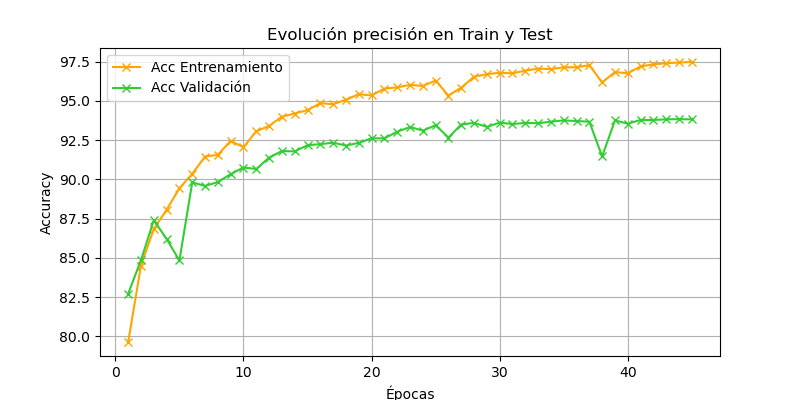 Evolución precisión en Train y Test
Acc Entrenamiento
Acc Validación
Accuracy
97.5
95.0
92.5
90.0
87.5
85.0
82.5
80.0
0 10 20 30 40
Épocas